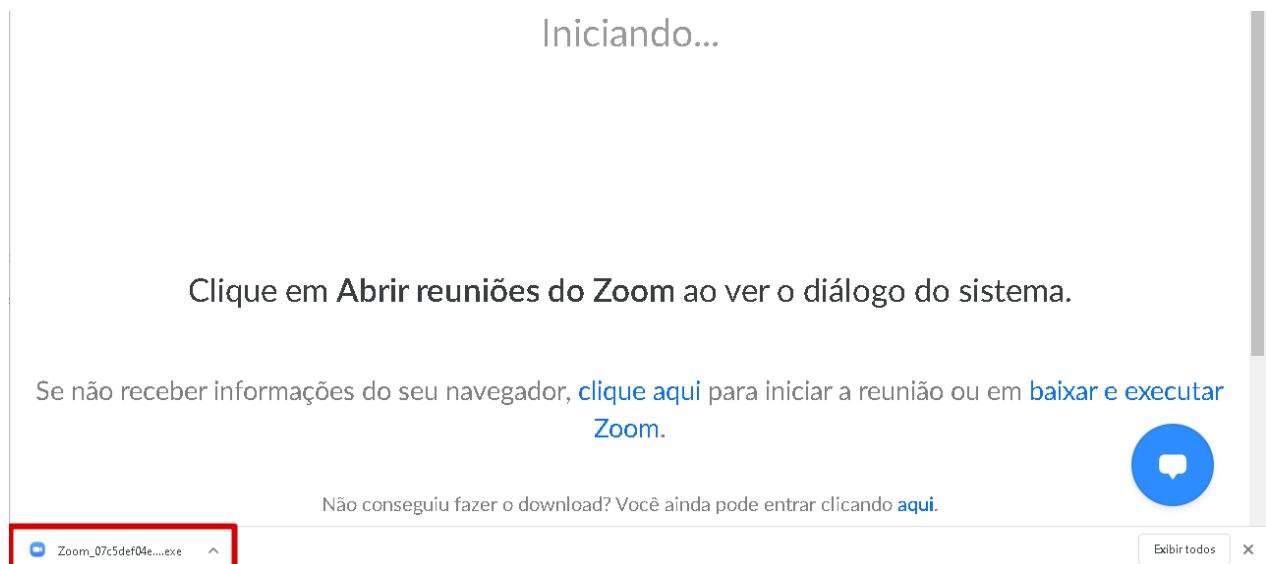 Iniciando...
Clique em Abrir reuniões do Zoom ao ver o diálogo do sistema.
Se não receber informações do seu navegador, clique aqui para iniciar a reunião ou em baixar e executar
Zoom.
Não conseguiu fazer o download? Você ainda pode entrar clicando aqui.
Zoom_07c5def04e....exe
Exibir todos